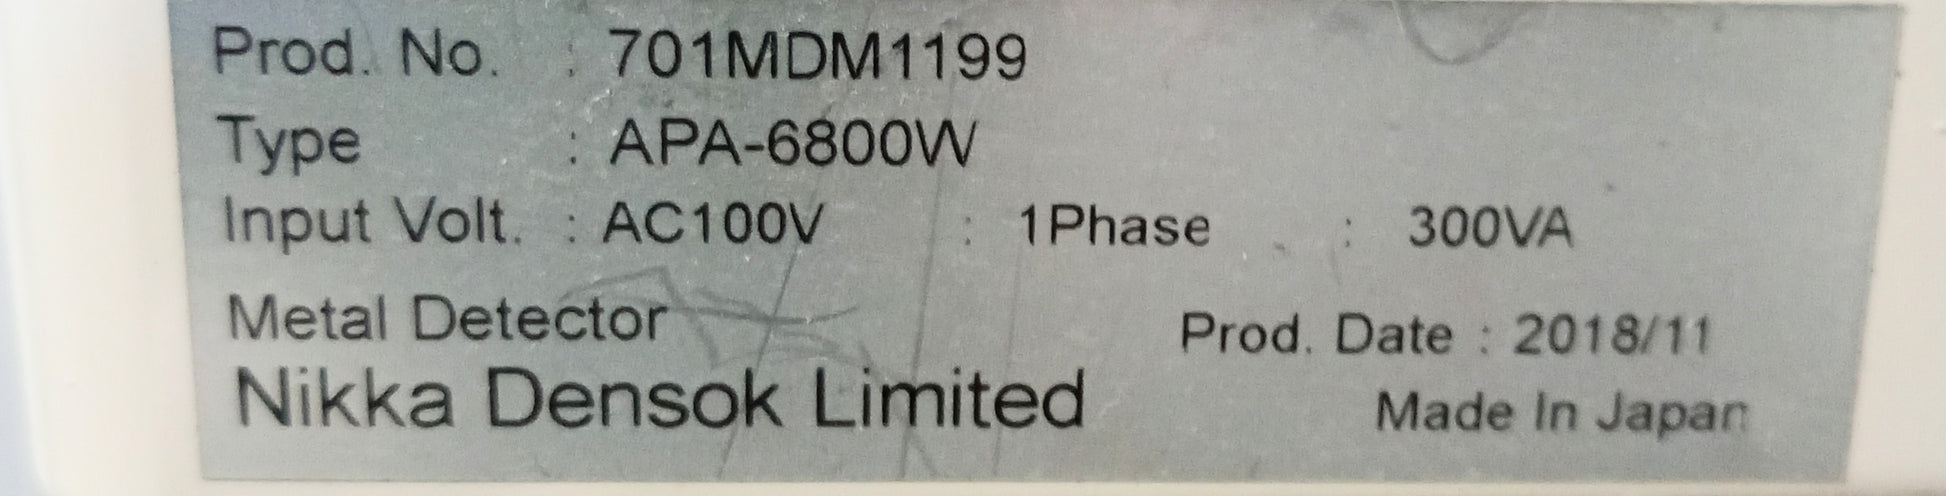 Prod. No. : 701MDM1199
Type : APA-6800W
Input Volt. : AC100V : 1Phase : 300VA
Metal Detector
Prod. Date : 2018/11
Nikka Densok Limited
Made In Japan